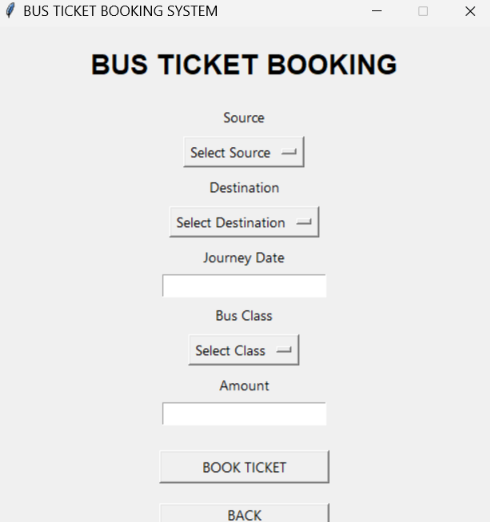 BUS TICKET BOOKING SYSTEM
BUS TICKET BOOKING
Source
Select Source
Destination
Select Destination
Journey Date
Bus Class
Select Class
Amount
BOOK TICKET
BACK